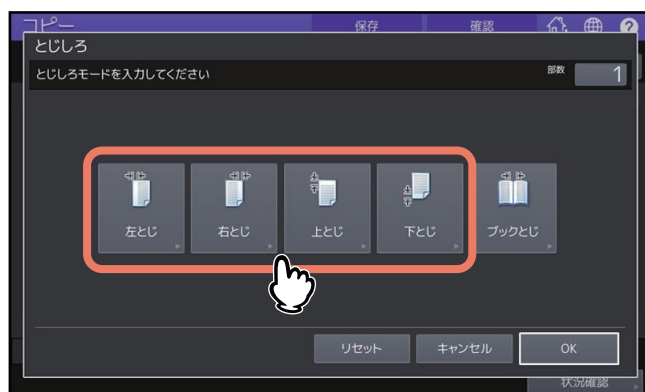 コピー 保存 確認 ?
とじしろ
とじしろモードを入力してください 部数 1
左とじ 右とじ 上とじ 下とじ ブックとじ
リセット キャンセル OK
状況確認